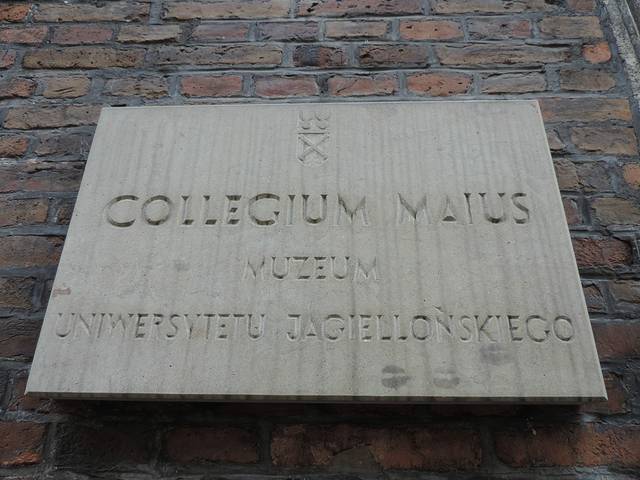 COLLEGIUM MAIUS
MUZEUM
UNIWERSYTETU JAGIELLOŃSKIEGO